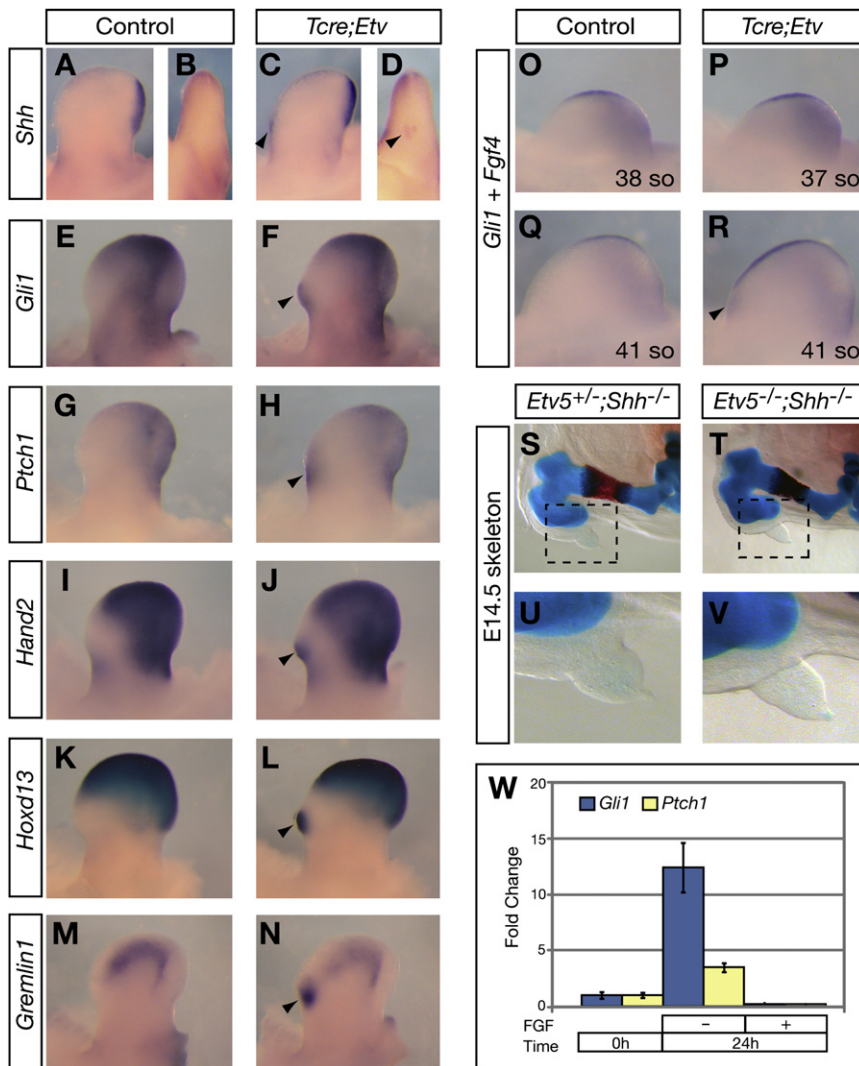 Control
Tcre;Etv
Shh
A
B
C
D
Gli1
E
F
Ptch1
G
H
Hand2
I
J
Hoxd13
K
L
Gremlin1
M
N
Control
Tcre;Etv
Gli1 + Fgf4
O
38 so
P
37 so
Q
41 so
R
41 so
Etv5+/-;Shh-/-
Etv5-/-;Shh-/-
E14.5 skeleton
S
T
U
V
W
Gli1
Ptch1
Fold Change
20
15
10
5
0
FGF
−
+
Time
0h
24h